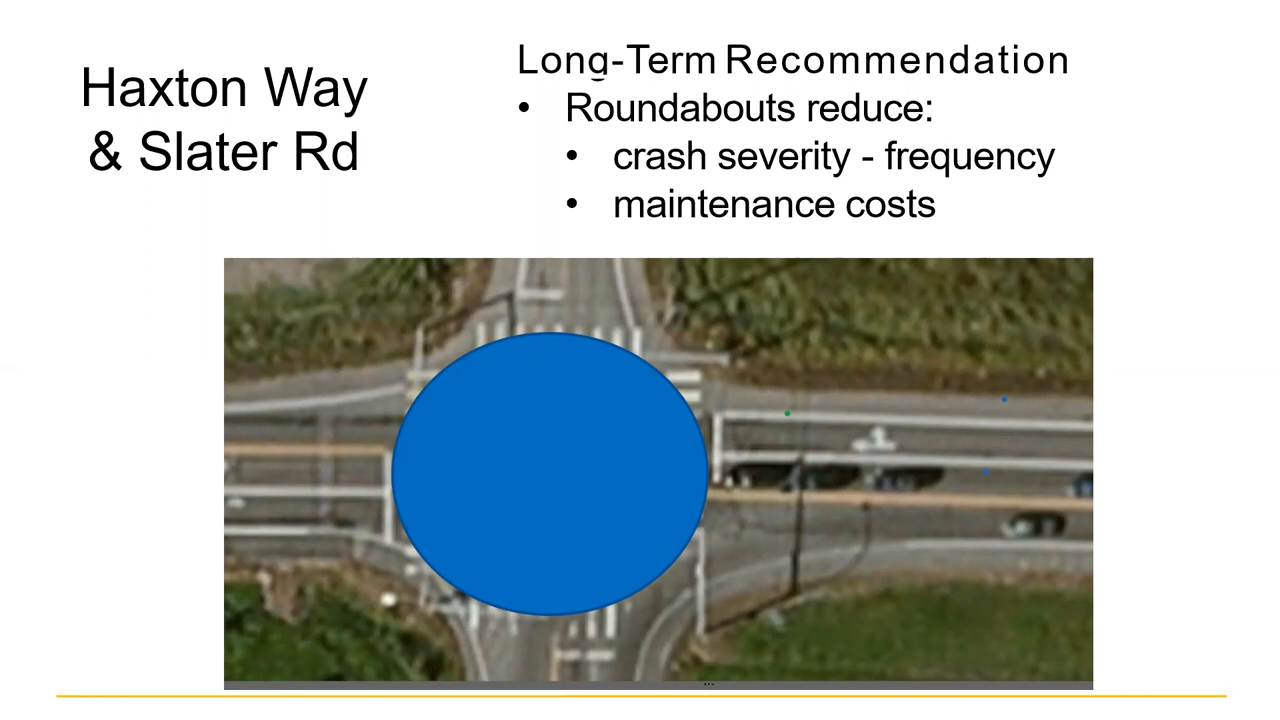 Haxton Way
& Slater Rd
Long-Term Recommendation
• Roundabouts reduce:
• crash severity - frequency
• maintenance costs